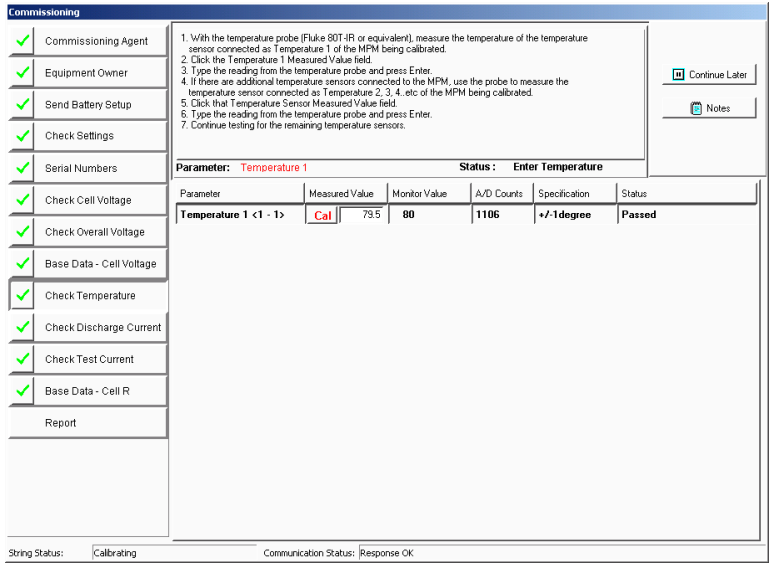 Commissioning
Commissioning Agent
Equipment Owner
Send Battery Setup
Check Settings
Serial Numbers
Check Cell Voltage
Check Overall Voltage
Base Data - Cell Voltage
Check Temperature
Check Discharge Current
Check Test Current
Base Data - Cell R
Report
1. With the temperature probe (Fluke 80T-IR or equivalent), measure the temperature of the temperature
sensor connected as Temperature 1 of the MPM being calibrated.
2. Click the Temperature 1 Measured Value field.
3. Type the reading from the temperature probe and press Enter.
4. If there are additional temperature sensors connected to the MPM, use the probe to measure the
temperature sensor connected as Temperature 2, 3, 4..etc of the MPM being calibrated.
5. Click that Temperature Sensor Measured Value field.
6. Type the reading from the temperature probe and press Enter.
7. Continue testing for the remaining temperature sensors.
Parameter: Temperature 1 Status: Enter Temperature
Continue Later
Notes
Parameter Measured Value Monitor Value A/D Counts Specification Status
Temperature 1 <1 - 1> Cal 79.5 80 1106 +/-1degree Passed
String Status: Calibrating Communication Status: Response OK